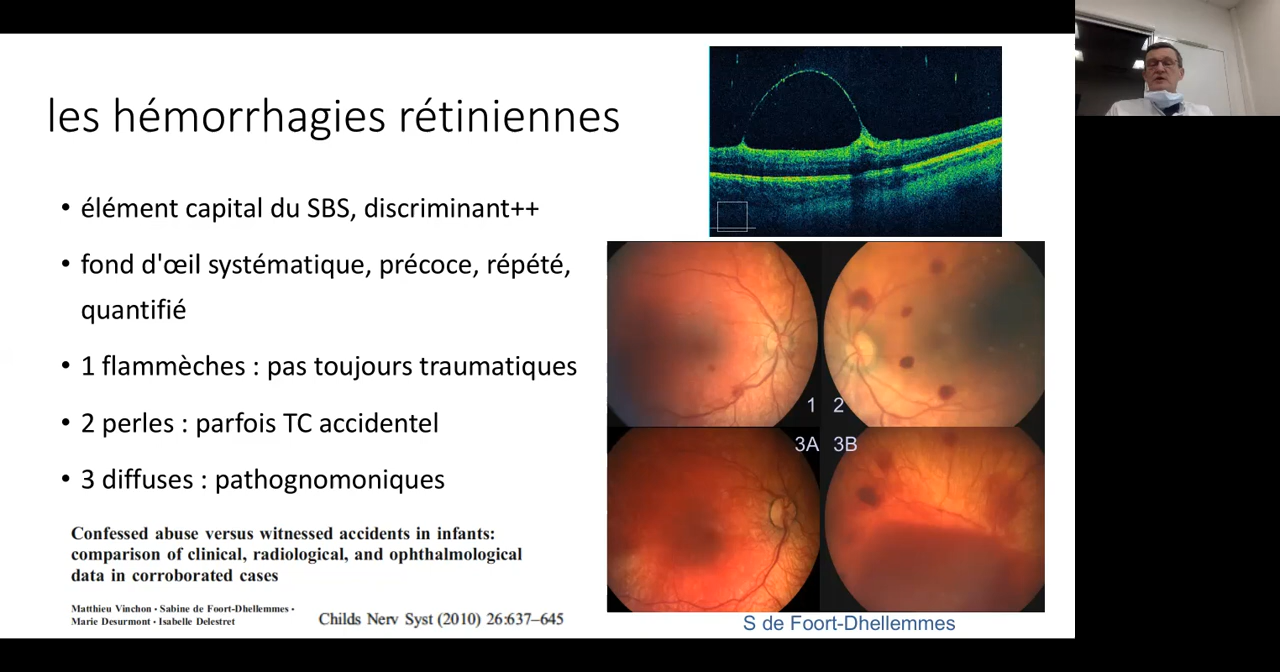 les hémorrhagies rétiniennes
• élément capital du SBS, discriminant++
• fond d'œil systématique, précoce, répété,
quantifié
• 1 flammèches : pas toujours traumatiques
• 2 perles : parfois TC accidentel
• 3 diffuses : pathognomoniques
Confessed abuse versus witnessed accidents in infants:
comparison of clinical, radiological, and ophthalmological
data in corroborated cases
Matthieu Vinchon • Sabine de Foort-Dhellemmes •
Marie Desurmont • Isabelle Delestret
Childs Nerv Syst (2010) 26:637–645
1 2
3A 3B
S de Foort-Dhellemmes